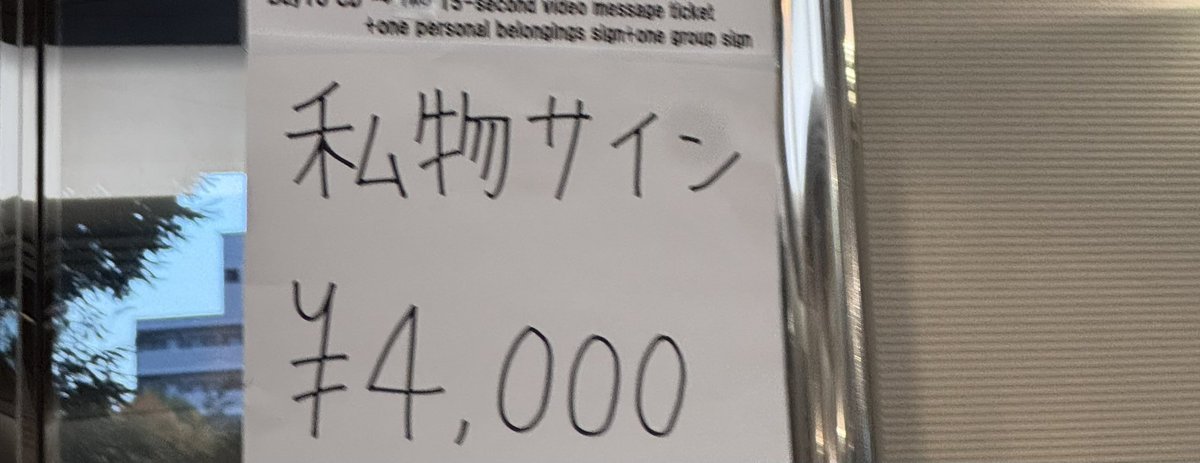 15-second video message ticket
+one personal belongings sign+one group sign
私物サイン
¥4,000